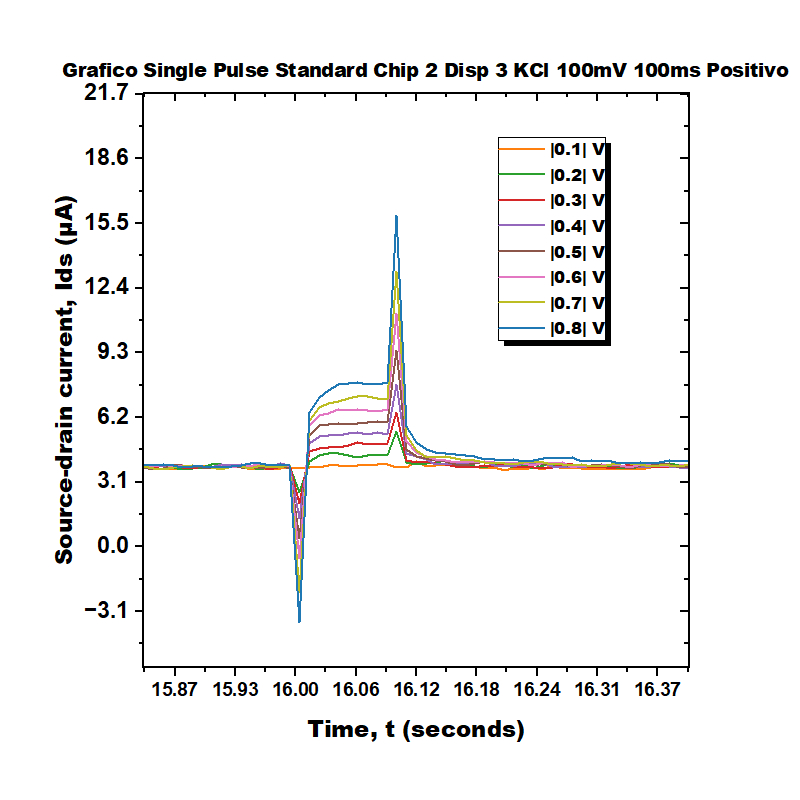 Grafico Single Pulse Standard Chip 2 Disp 3 KCl 100mV 100ms Positivo
21.7
18.6
15.5
12.4
9.3
6.2
3.1
0.0
−3.1
Source-drain current, Ids (µA)
|0.1| V
|0.2| V
|0.3| V
|0.4| V
|0.5| V
|0.6| V
|0.7| V
|0.8| V
15.87 15.93 16.00 16.06 16.12 16.18 16.24 16.31 16.37
Time, t (seconds)